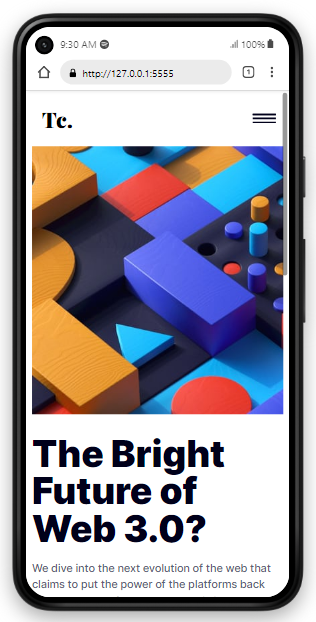 9:30 AM
100%
http://127.0.0.1:5555
1
Tc.
The Bright
Future of
Web 3.0?
We dive into the next evolution of the web that
claims to put the power of the platforms back